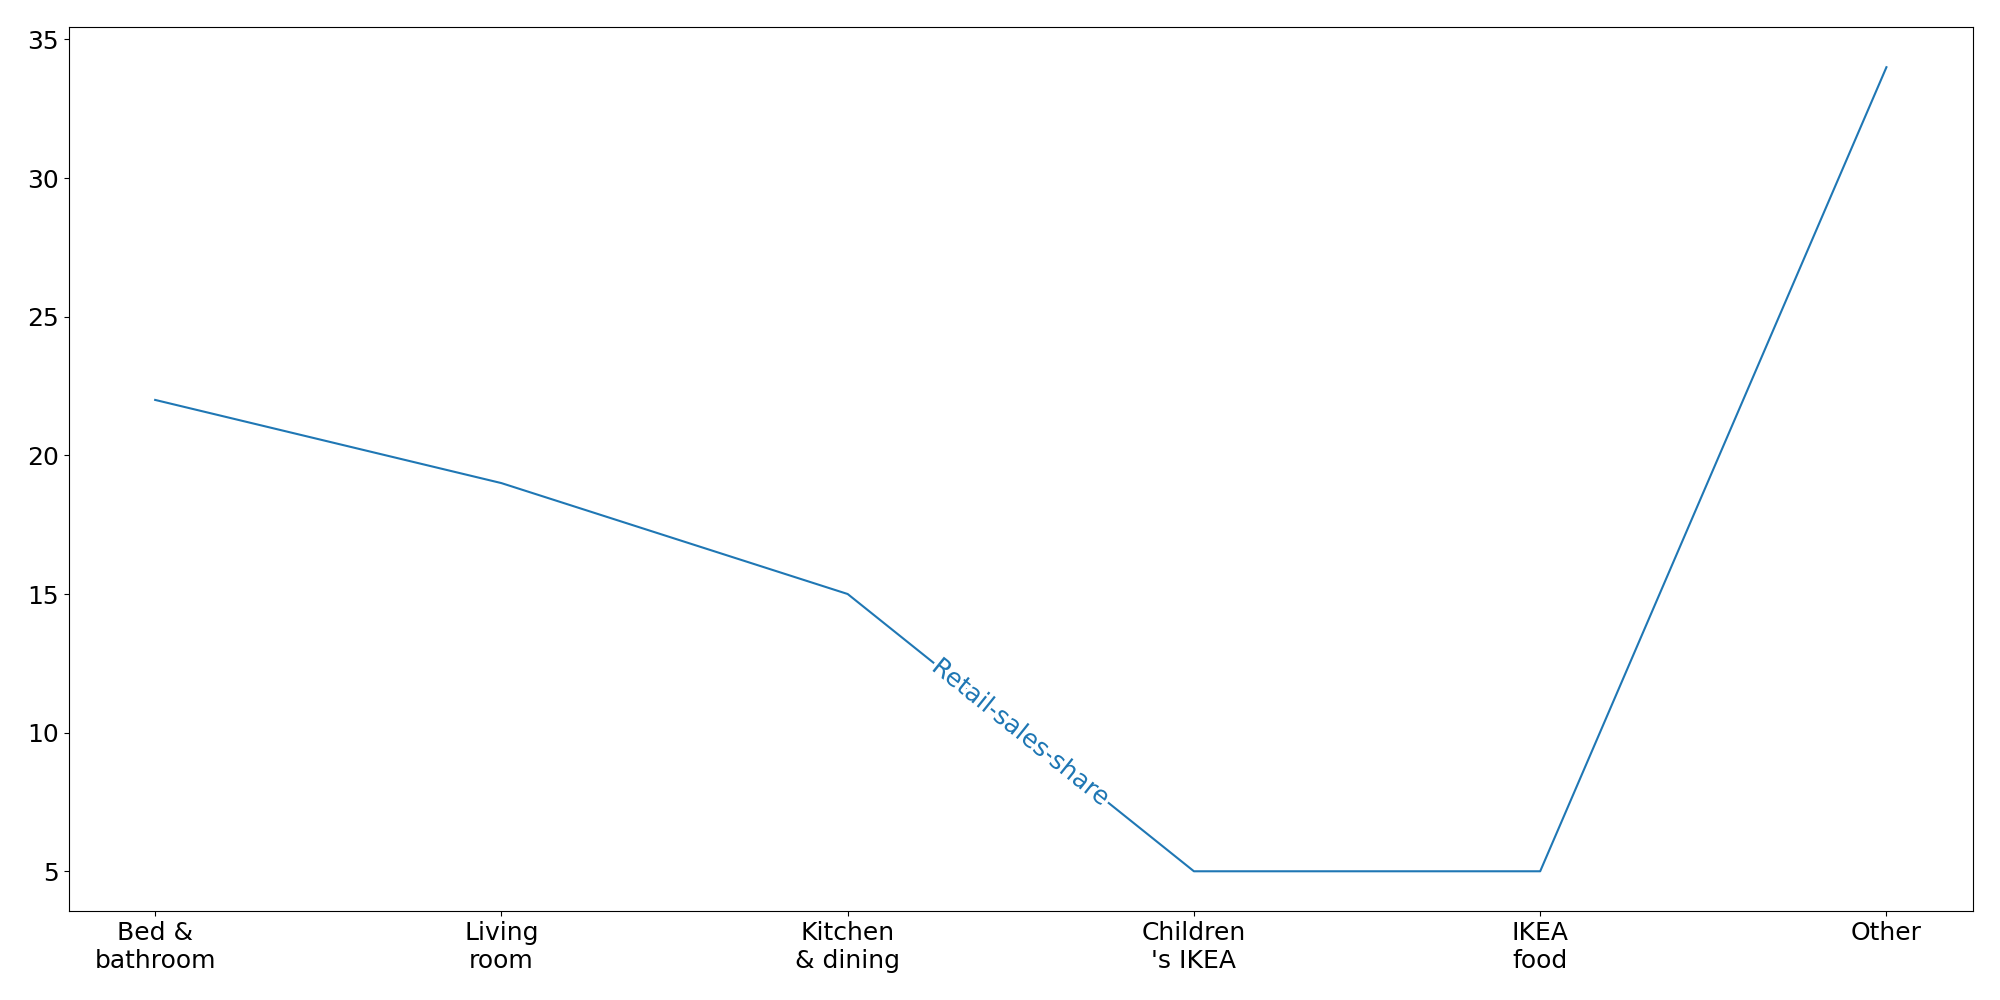 35
30
25
20
15
10
5
Retail-sales-share
Bed &
bathroom
Living
room
Kitchen
& dining
Children
's IKEA
IKEA
food
Other